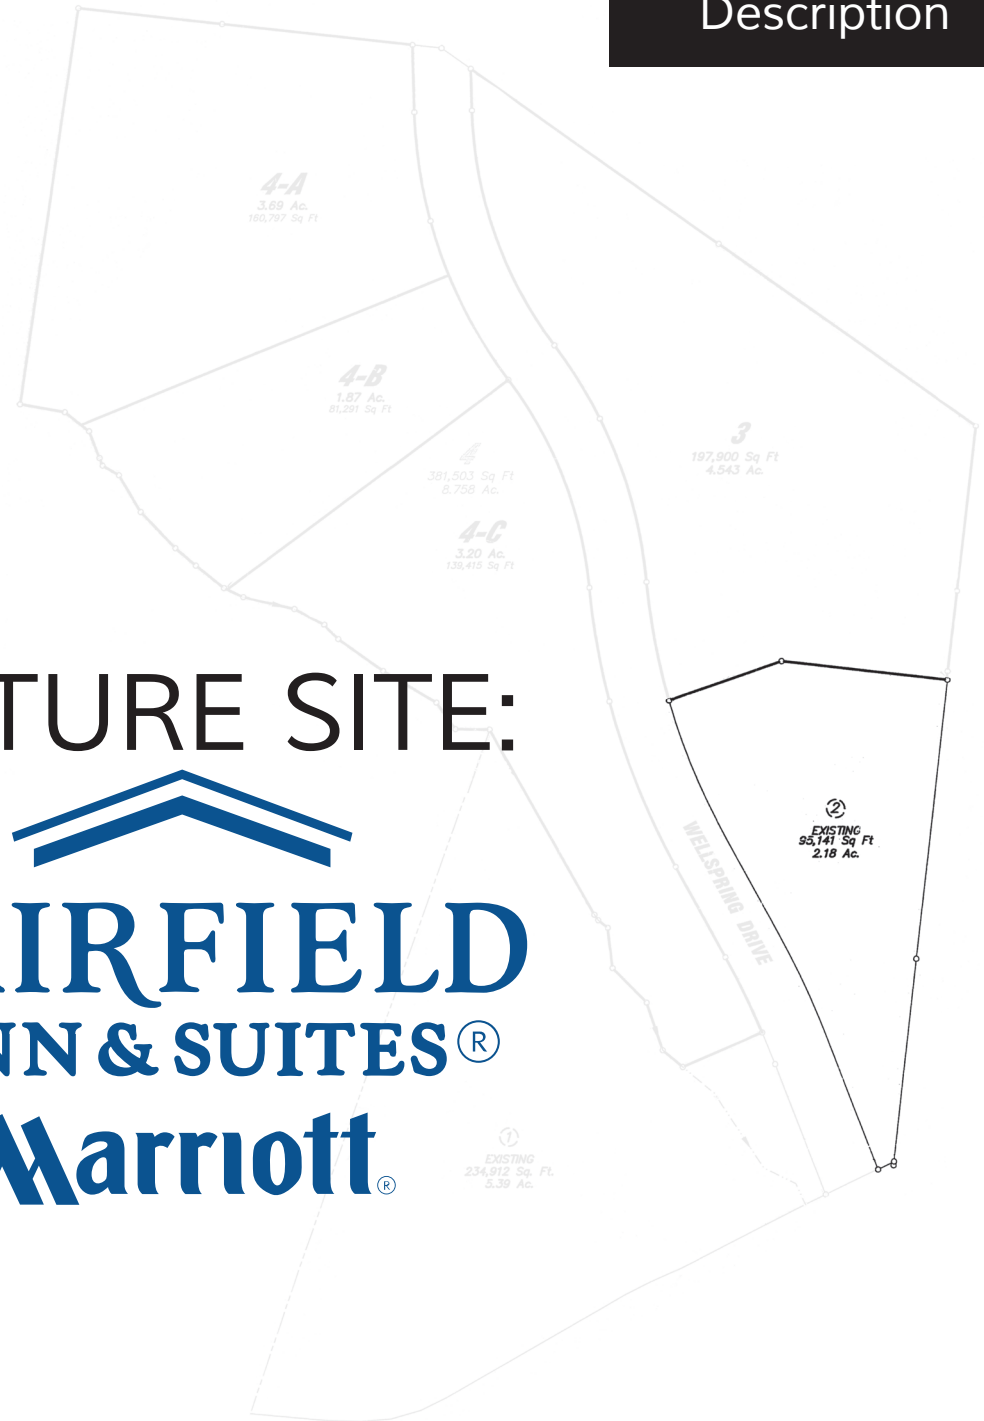 Description
4-A
3.69 Ac.
160,797 Sq Ft
4-B
1.87 Ac.
81,291 Sq Ft
3
197,900 Sq Ft
4.543 Ac.
4
381,503 Sq Ft
8.758 Ac.
4-C
3.20 Ac.
139,415 Sq Ft
TURE SITE:
2
EXISTING
95,141 Sq Ft
2.18 Ac.
WELLSPRING DRIVE
AIRFIELD
NN & SUITES®
Marriott®
1
EXISTING
234,912 Sq. Ft.
5.39 Ac.